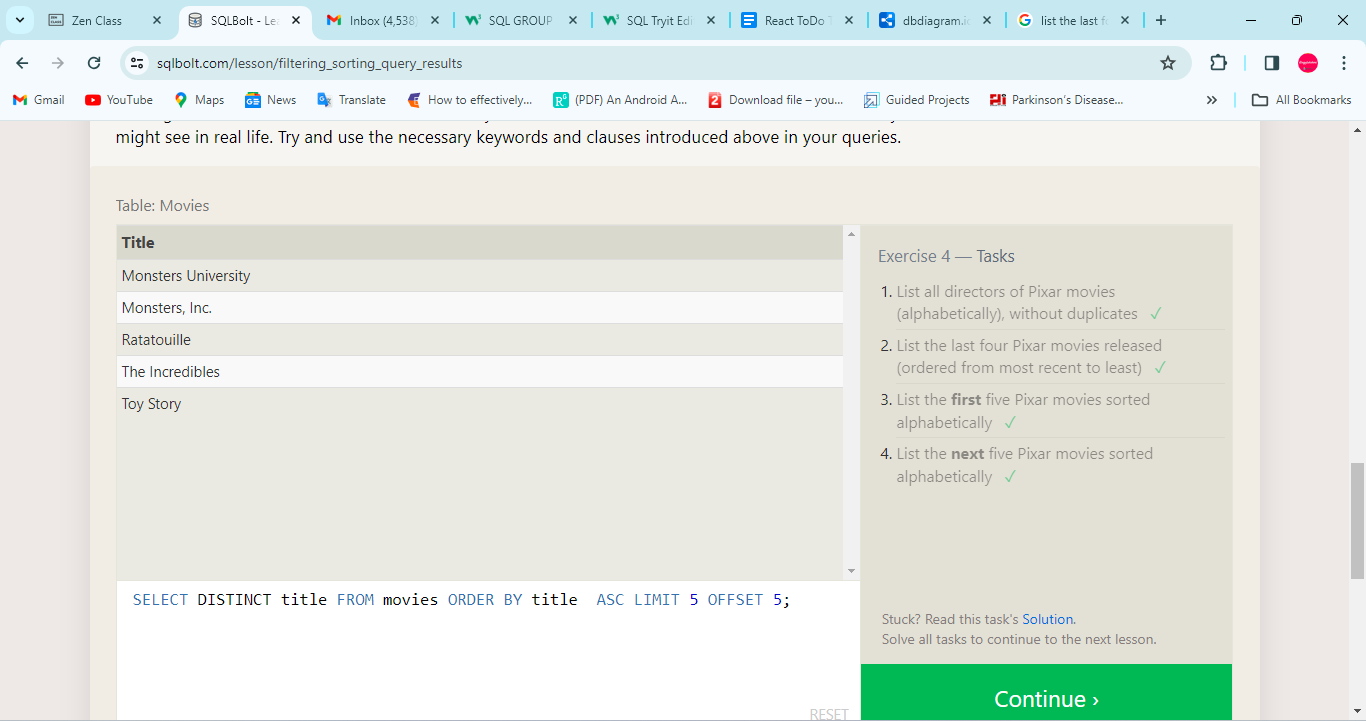 Zen Class
SQLBolt - Le
Inbox (4,538)
SQL GROUP
SQL Tryit Edi
React ToDo
dbdiagram.i
list the last f
sqlbolt.com/lesson/filtering_sorting_query_results
Gmail
YouTube
Maps
News
Translate
How to effectively...
(PDF) An Android A...
Download file – you...
Guided Projects
Parkinson's Disease...
»
All Bookmarks
might see in real life. Try and use the necessary keywords and clauses introduced above in your queries.
Table: Movies
Title
Monsters University
Monsters, Inc.
Ratatouille
The Incredibles
Toy Story
Exercise 4 — Tasks
1. List all directors of Pixar movies
(alphabetically), without duplicates ✓
2. List the last four Pixar movies released
(ordered from most recent to least) ✓
3. List the first five Pixar movies sorted
alphabetically ✓
4. List the next five Pixar movies sorted
alphabetically ✓
SELECT DISTINCT title FROM movies ORDER BY title  ASC LIMIT 5 OFFSET 5;
Stuck? Read this task's Solution.
Solve all tasks to continue to the next lesson.
Continue ›
RESET